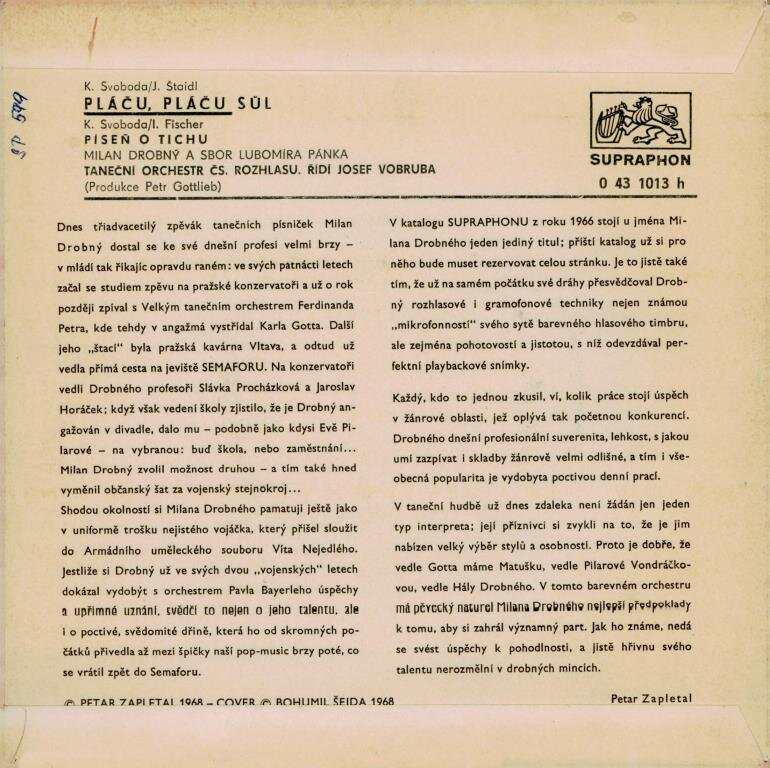 K. Svoboda/J. Štaidl
PLÁČU, PLÁČU SŮL
K. Svoboda/I. Fischer
PÍSEŇ O TICHU
MILAN DROBNÝ A SBOR LUBOMÍRA PÁNKA
TANEČNÍ ORCHESTR ČS. ROZHLASU. ŘÍDÍ JOSEF VOBRUBA
(Produkce Petr Gottlieb)
SUPRAPHON
0 43 1013 h
Dnes třiadvacetilý zpěvák tanečních písniček Milan
Drobný dostal se ke své dnešní profesi velmi brzy –
v mládí tak říkajíc opravdu raném: ve svých patnácti letech
začal se studiem zpěvu na pražské konzervatoři a už o rok
později zpíval s Velkým tanečním orchestrem Ferdinanda
Petra, kde tehdy v angažmá vystřídal Karla Gotta. Další
jeho „štací" byla pražská kavárna Vltava, a odtud už
vedla přímá cesta na jeviště SEMAFORU. Na konzervatoři
vedli Drobného profesoři Slávka Procházková a Jaroslav
Horáček; když však vedení školy zjistilo, že je Drobný an-
gažován v divadle, dalo mu – podobně jako kdysi Evě Pi-
larové – na vybranou: buď škola, nebo zaměstnání...
Milan Drobný zvolil možnost druhou – a tím také hned
vyměnil občanský šat za vojenský stejnokroj...
Shodou okolností si Milana Drobného pamatuji ještě jako
v uniformě trošku nejistého vojáčka, který přišel sloužit
do Armádního uměleckého souboru Víta Nejedlého.
Jestliže si Drobný už ve svých dvou „vojenských" letech
dokázal vydobýt s orchestrem Pavla Bayerleho úspěchy
a upřímné uznání, svědčí to nejen o jeho talentu, ale
i o poctivé, svědomité dřině, která ho od skromných po-
čátků přivedla až mezi špičky naší pop-music brzy poté, co
se vrátil zpět do Semaforu.
© PETAR ZAPLETAL 1968 – COVER © BOHUMIL ŠEJDA 1968
V katalogu SUPRAPHONU z roku 1966 stojí u jména Mi-
lana Drobného jeden jediný titul; příští katalog už si pro
něho bude muset rezervovat celou stránku. Je to jistě také
tím, že už na samém počátku své dráhy přesvědčoval Drob-
ný rozhlasové i gramofonové techniky nejen známou
„mikrofonností" svého sytě barevného hlasového timbru,
ale zejména pohotovostí a jistotou, s níž odevzdával per-
fektní playbackové snímky.
Každý, kdo to jednou zkusil, ví, kolik práce stojí úspěch
v žánrové oblasti, jež oplývá tak početnou konkurencí.
Drobného dnešní profesionální suverenita, lehkost, s jakou
umí zazpívat i skladby žánrově velmi odlišné, a tím i vše-
obecná popularita je vydobyta poctivou denní prací.
V taneční hudbě už dnes zdaleka není žádán jen jeden
typ interpreta; její příznivci si zvykli na to, že je jim
nabízen velký výběr stylů a osobností. Proto je dobře, že
vedle Gotta máme Matušku, vedle Pilarové Vondráčko-
vou, vedle Hály Drobného. V tomto barevném orchestru
má pěvecký naturel Milana Drobného nejlepší předpoklady
k tomu, aby si zahrál významný part. Jak ho známe, nedá
se svést úspěchy k pohodlnosti, a jistě hřivnu svého
talentu nerozmělní v drobných mincích.
Petar Zapletal